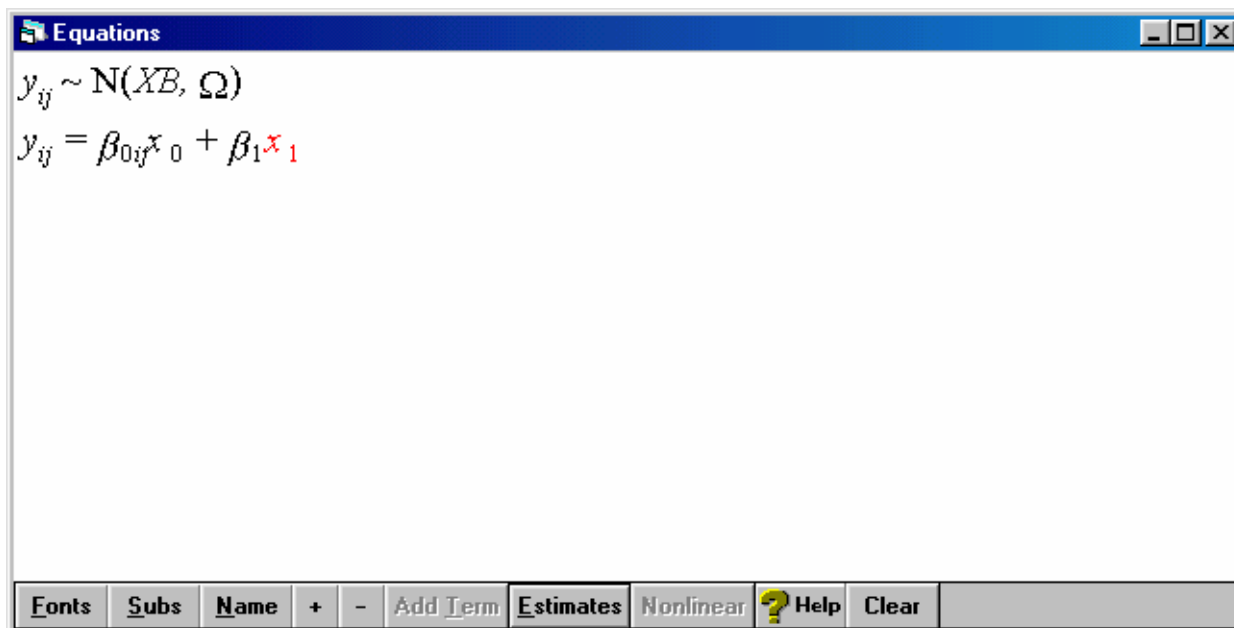 Equations
y_ij ~ N(XB, Ω)
y_ij = β_0ij x_0 + β_1 x_1
Fonts Subs Name + - Add Term Estimates Nonlinear ? Help Clear